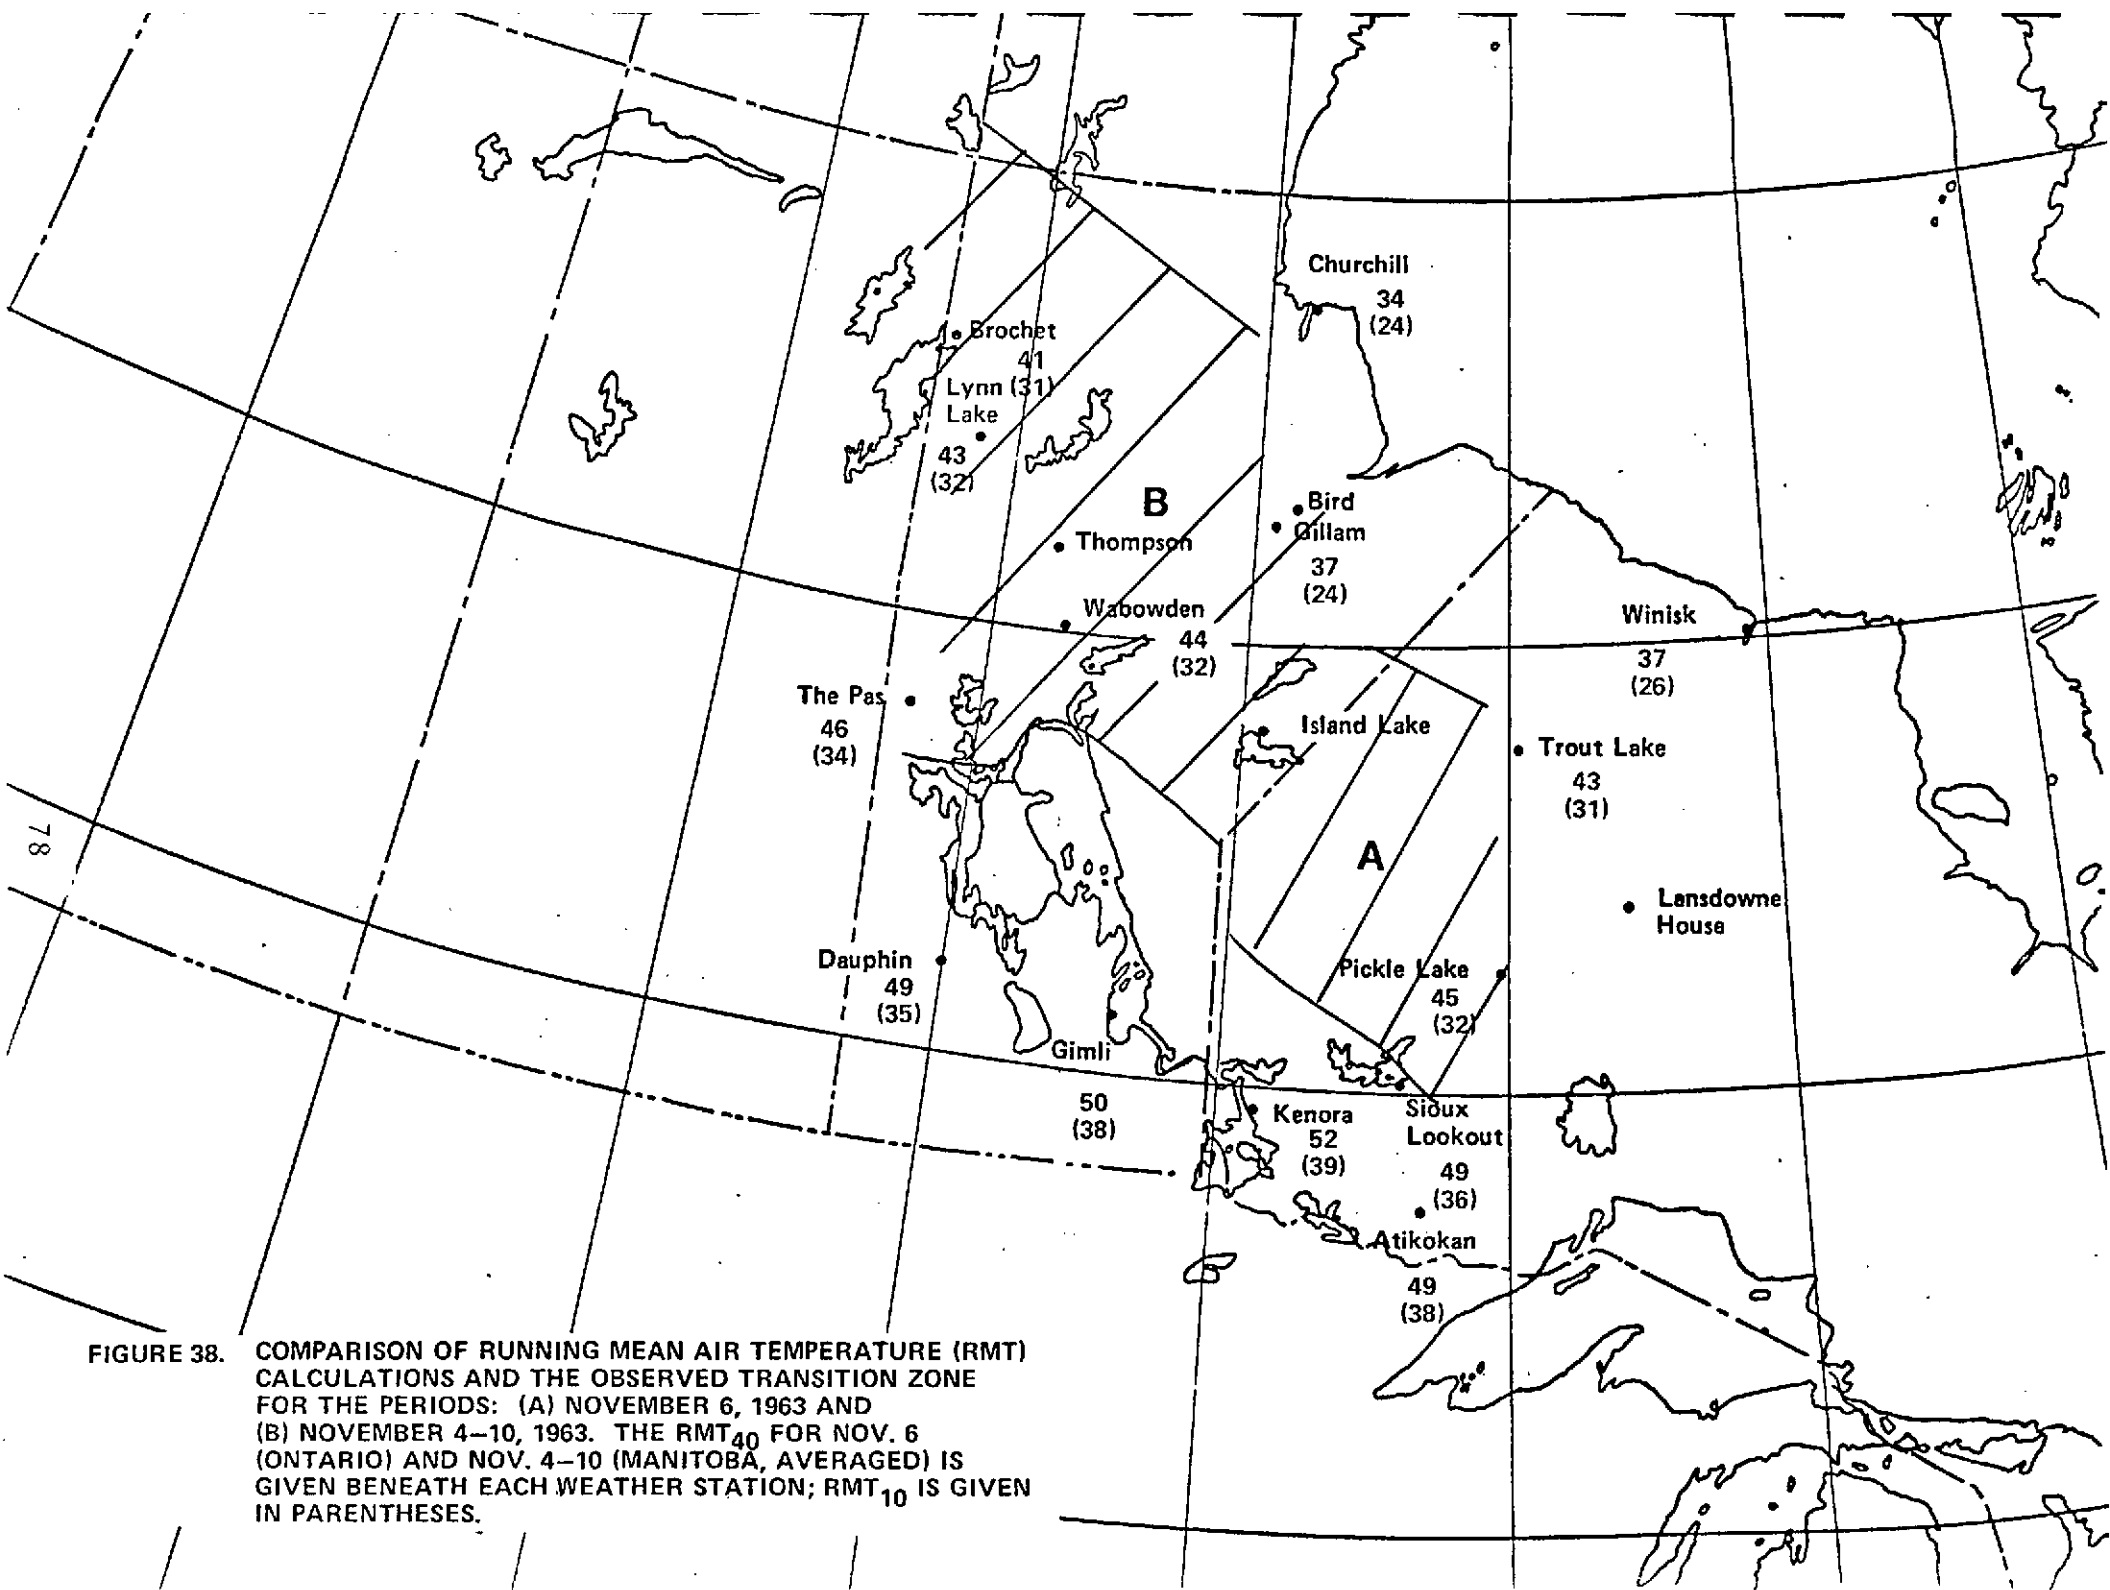 Churchill
34
(24)
Brochet
41
(31)
Lynn
Lake
43
(32)
B
Bird
Gillam
37
(24)
Thompson
Wabowden
44
(32)
Winisk
37
(26)
The Pas
46
(34)
Island Lake
Trout Lake
43
(31)
78
A
Lansdowne
House
Dauphin
49
(35)
Pickle Lake
45
(32)
Gimli
50
(38)
Kenora
52
(39)
Sioux
Lookout
49
(36)
Atikokan
49
(38)
FIGURE 38. COMPARISON OF RUNNING MEAN AIR TEMPERATURE (RMT)
CALCULATIONS AND THE OBSERVED TRANSITION ZONE
FOR THE PERIODS: (A) NOVEMBER 6, 1963 AND
(B) NOVEMBER 4–10, 1963. THE RMT40 FOR NOV. 6
(ONTARIO) AND NOV. 4–10 (MANITOBA, AVERAGED) IS
GIVEN BENEATH EACH WEATHER STATION; RMT10 IS GIVEN
IN PARENTHESES.